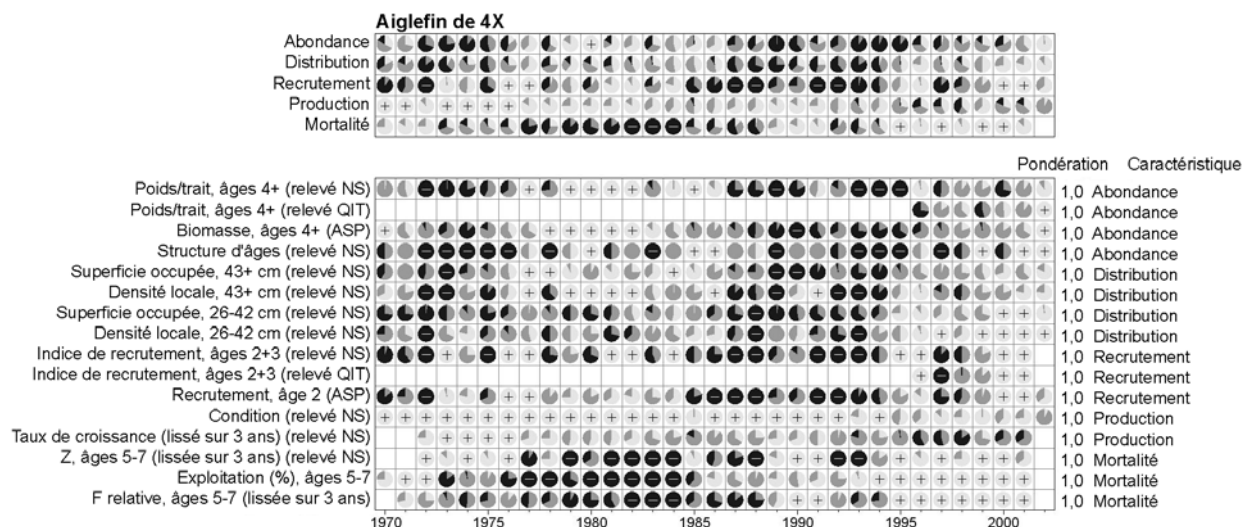 Aiglefin de 4X
Abondance
Distribution
Recrutement
Production
Mortalité
Pondération Caractéristique
Poids/trait, âges 4+ (relevé NS) 1,0 Abondance
Poids/trait, âges 4+ (relevé QIT) 1,0 Abondance
Biomasse, âges 4+ (ASP) 1,0 Abondance
Structure d'âges (relevé NS) 1,0 Abondance
Superficie occupée, 43+ cm (relevé NS) 1,0 Distribution
Densité locale, 43+ cm (relevé NS) 1,0 Distribution
Superficie occupée, 26-42 cm (relevé NS) 1,0 Distribution
Densité locale, 26-42 cm (relevé NS) 1,0 Distribution
Indice de recrutement, âges 2+3 (relevé NS) 1,0 Recrutement
Indice de recrutement, âges 2+3 (relevé QIT) 1,0 Recrutement
Recrutement, âge 2 (ASP) 1,0 Recrutement
Condition (relevé NS) 1,0 Production
Taux de croissance (lissé sur 3 ans) (relevé NS) 1,0 Production
Z, âges 5-7 (lissée sur 3 ans) (relevé NS) 1,0 Mortalité
Exploitation (%), âges 5-7 1,0 Mortalité
F relative, âges 5-7 (lissée sur 3 ans) 1,0 Mortalité
1970 1975 1980 1985 1990 1995 2000